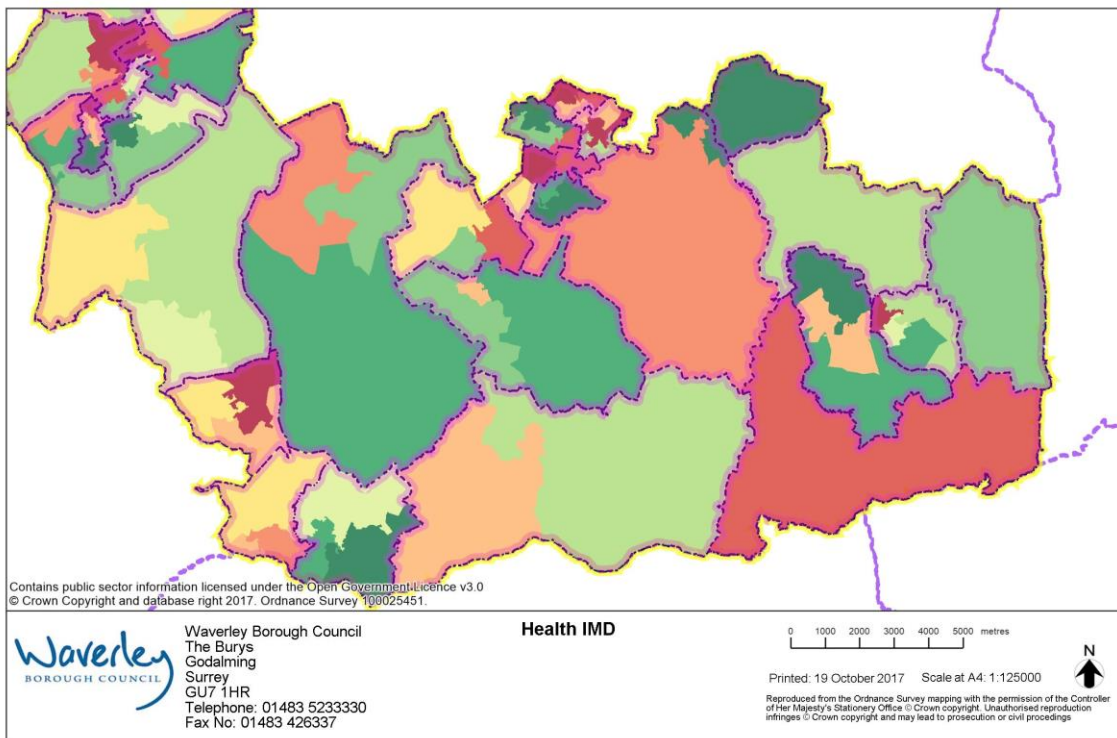 Contains public sector information licensed under the Open Government Licence v3.0
© Crown Copyright and database right 2017. Ordnance Survey 100025451.
Waverley
BOROUGH COUNCIL
Waverley Borough Council
The Burys
Godalming
Surrey
GU7 1HR
Telephone: 01483 5233330
Fax No: 01483 426337
Health IMD
0 1000 2000 3000 4000 5000 metres
N
Printed: 19 October 2017 Scale at A4: 1:125000
Reproduced from the Ordnance Survey mapping with the permission of the Controller
of Her Majesty's Stationery Office © Crown copyright. Unauthorised reproduction
infringes © Crown copyright and may lead to prosecution or civil procedings